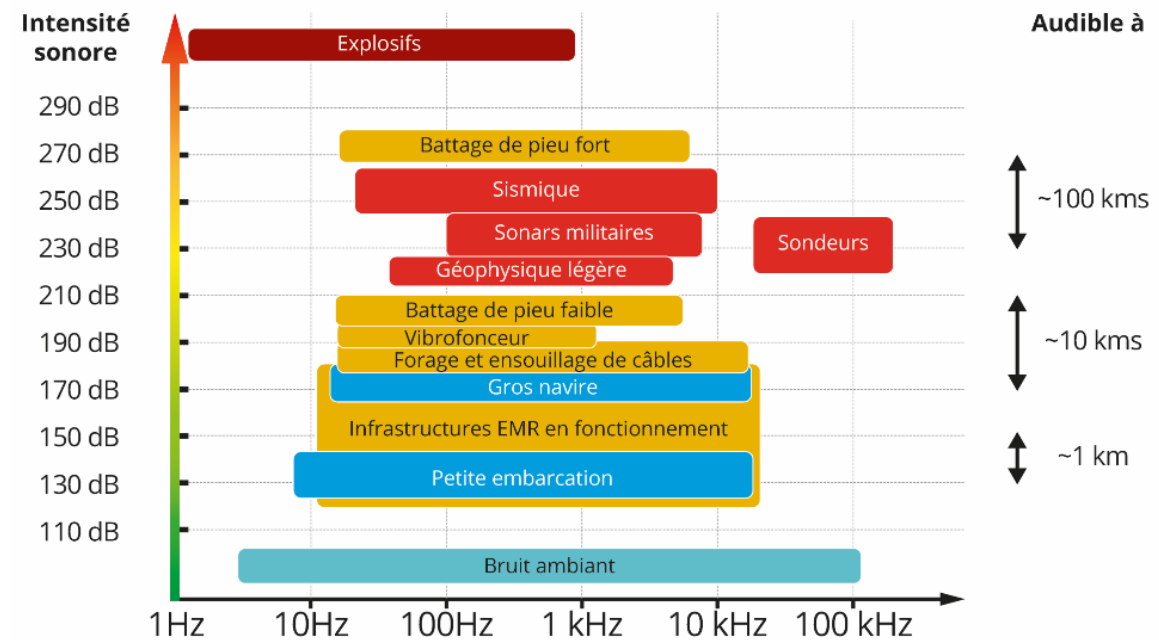 Intensité
sonore
Audible à
Explosifs
290 dB
Battage de pieu fort
270 dB
Sismique
250 dB
~100 kms
Sonars militaires
230 dB
Sondeurs
Géophysique légère
210 dB
Battage de pieu faible
Vibrofonceur
190 dB
~10 kms
Forage et ensouillage de câbles
170 dB
Gros navire
Infrastructures EMR en fonctionnement
150 dB
~1 km
Petite embarcation
130 dB
110 dB
Bruit ambiant
1Hz 10Hz 100Hz 1 kHz 10 kHz 100 kHz